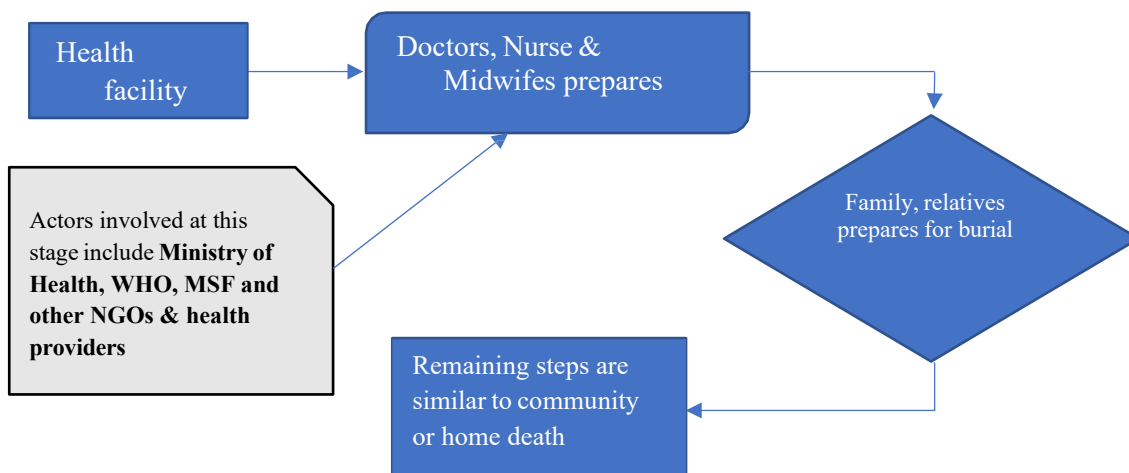 Health
facility
Doctors, Nurse &
Midwifes prepares
Actors involved at this
stage include Ministry of
Health, WHO, MSF and
other NGOs & health
providers
Family, relatives
prepares for burial
Remaining steps are
similar to community
or home death